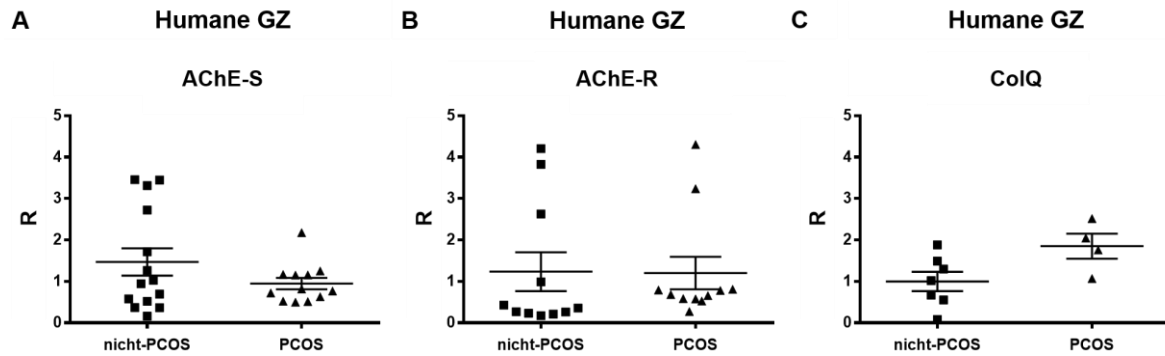 A Humane GZ
AChE-S
5
4
3
2
1
0
R
nicht-PCOS PCOS
B Humane GZ
AChE-R
5
4
3
2
1
0
R
nicht-PCOS PCOS
C Humane GZ
ColQ
5
4
3
2
1
0
R
nicht-PCOS PCOS